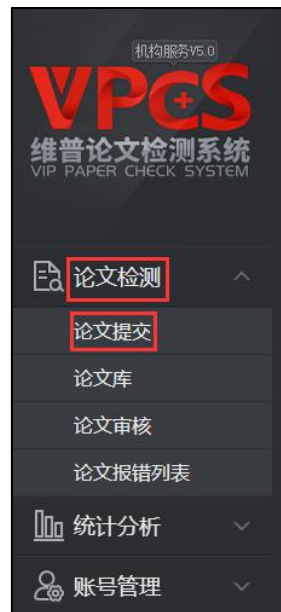 机构服务V5.0
VPCS
维普论文检测系统
VIP PAPER CHECK SYSTEM
论文检测
论文提交
论文库
论文审核
论文报错列表
统计分析
账号管理